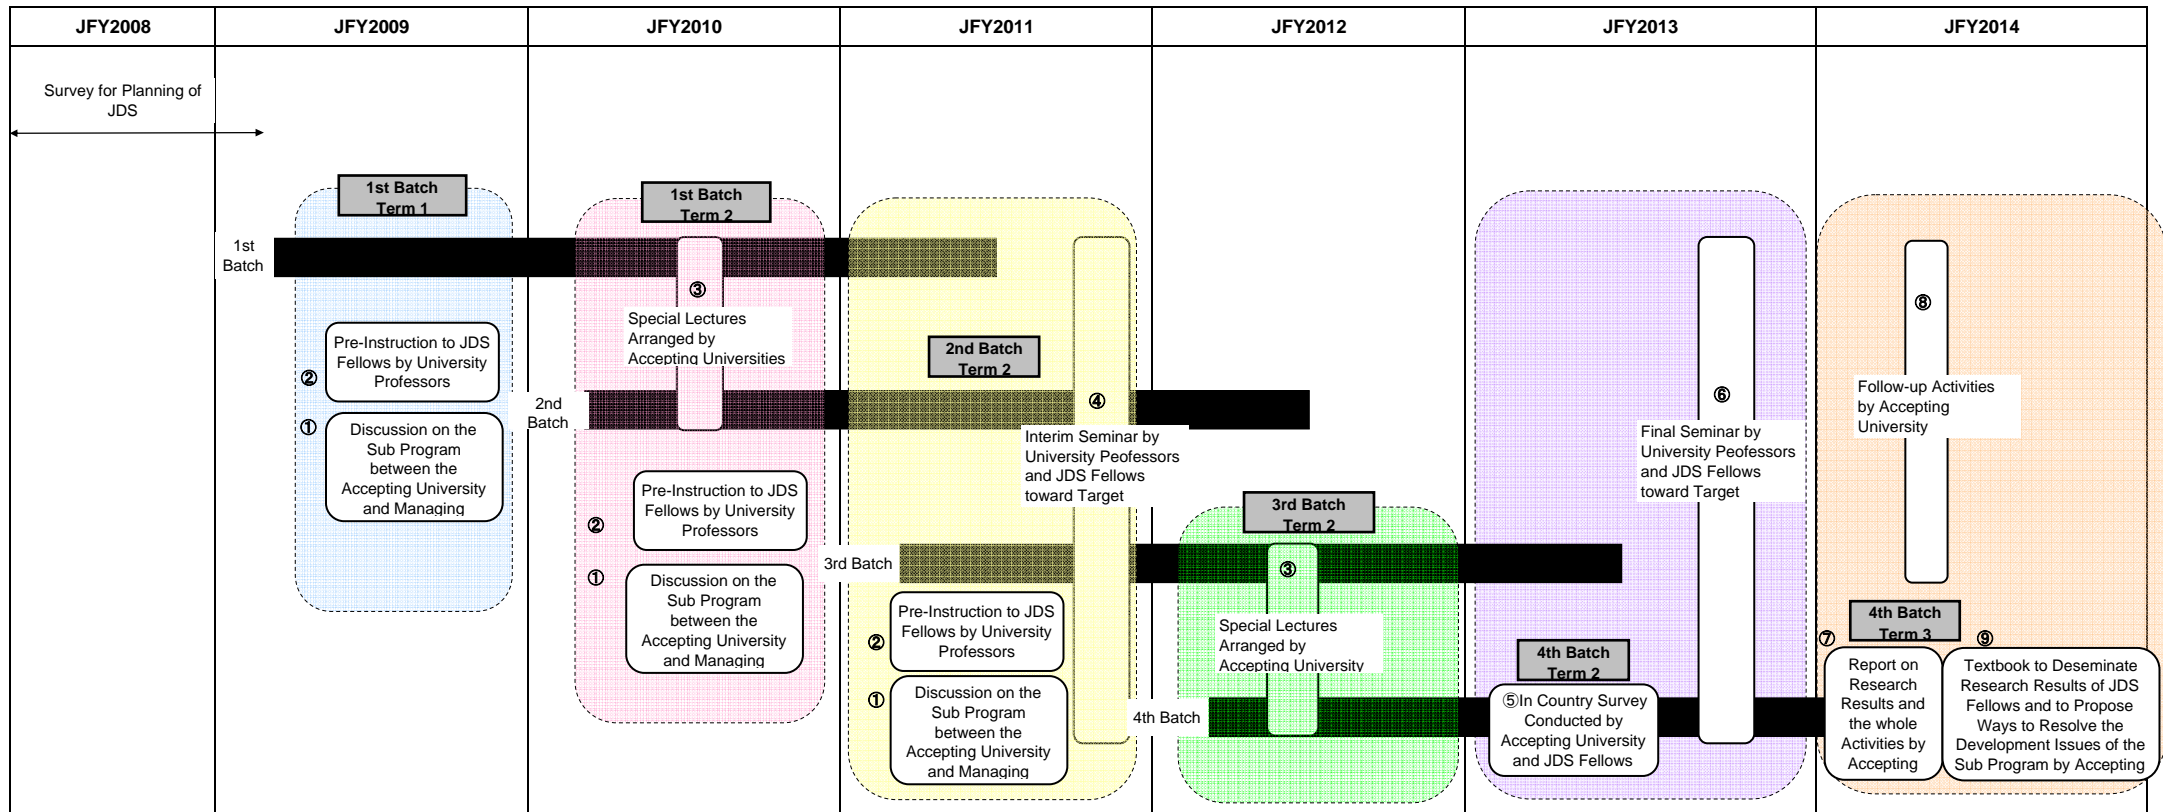 JFY2008
JFY2009
JFY2010
JFY2011
JFY2012
JFY2013
JFY2014
Survey for Planning of
JDS
1st Batch
Term 1
1st
Batch
②
Pre-Instruction to JDS
Fellows by University
Professors
①
Discussion on the
Sub Program
between the
Accepting University
and Managing
1st Batch
Term 2
③
Special Lectures
Arranged by
Accepting Universities
2nd
Batch
②
Pre-Instruction to JDS
Fellows by University
Professors
①
Discussion on the
Sub Program
between the
Accepting University
and Managing
2nd Batch
Term 2
④
Interim Seminar by
University Peofessors
and JDS Fellows
toward Target
3rd Batch
②
Pre-Instruction to JDS
Fellows by University
Professors
①
Discussion on the
Sub Program
between the
Accepting University
and Managing
3rd Batch
Term 2
③
Special Lectures
Arranged by
Accepting University
4th Batch
⑥
Final Seminar by
University Peofessors
and JDS Fellows
toward Target
4th Batch
Term 2
⑤In Country Survey
Conducted by
Accepting University
and JDS Fellows
⑧
Follow-up Activities
by Accepting
University
4th Batch
Term 3
⑦
Report on
Research
Results and
the whole
Activities by
Accepting
⑨
Textbook to Deseminate
Research Results of JDS
Fellows and to Propose
Ways to Resolve the
Development Issues of the
Sub Program by Accepting